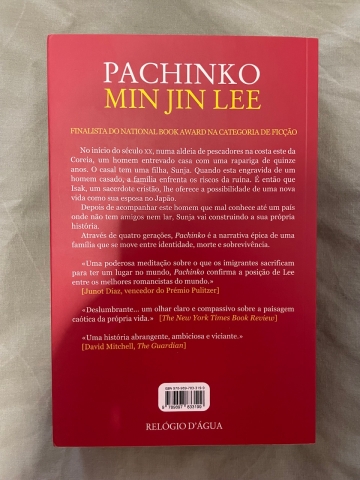 PACHINKO
MIN JIN LEE
FINALISTA DO NATIONAL BOOK AWARD NA CATEGORIA DE FICÇÃO
No início do século XX, numa aldeia de pescadores na costa este da
Coreia, um homem entrevado casa com uma rapariga de quinze
anos. O casal tem uma filha, Sunja. Quando esta engravida de um
homem casado, a família enfrenta os riscos da ruína. É então que
Isak, um sacerdote cristão, lhe oferece a possibilidade de uma nova
vida como sua esposa no Japão.
Depois de acompanhar este homem que mal conhece até um país
onde não tem amigos nem lar, Sunja vai construindo a sua própria
história.
Através de quatro gerações, Pachinko é a narrativa épica de uma
família que se move entre identidade, morte e sobrevivência.
«Uma poderosa meditação sobre o que os imigrantes sacrificam
para ter um lugar no mundo, Pachinko confirma a posição de Lee
entre os melhores romancistas do mundo.»
[Junot Díaz, vencedor do Prémio Pulitzer]
«Deslumbrante... um olhar claro e compassivo sobre a paisagem
caótica da própria vida.» [The New York Times Book Review]
«Uma história abrangente, ambiciosa e viciante.»
[David Mitchell, The Guardian]
RELÓGIO D'ÁGUA